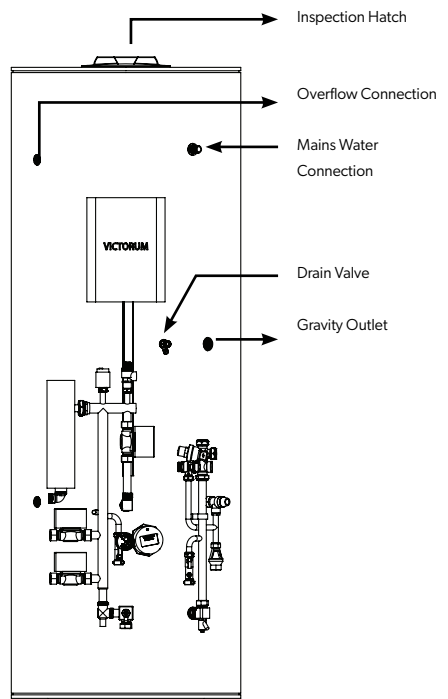 Inspection Hatch
Overflow Connection
Mains Water
Connection
VICTORUM
Drain Valve
Gravity Outlet